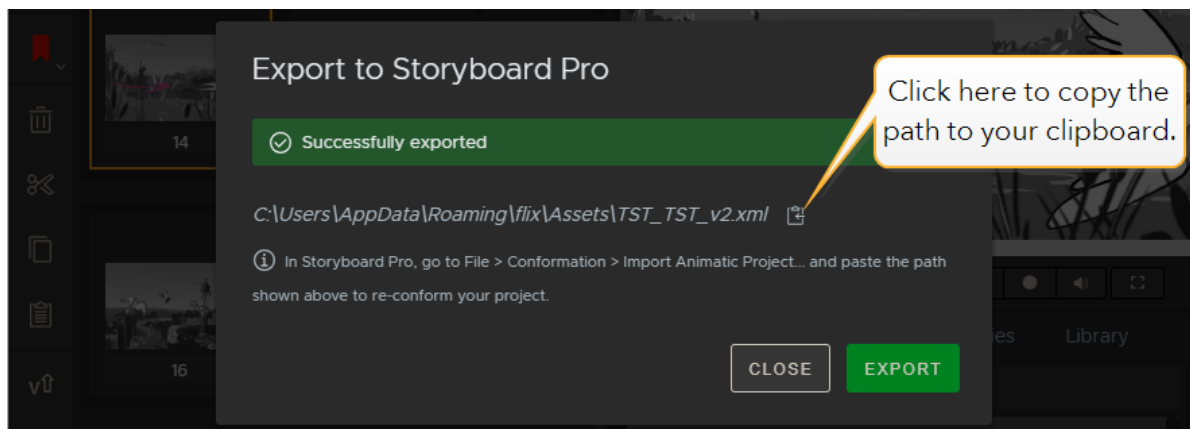 Export to Storyboard Pro
Click here to copy the
path to your clipboard.
14
Successfully exported
C:\Users\AppData\Roaming\flix\Assets\TST_TST_v2.xml
In Storyboard Pro, go to File > Conformation > Import Animatic Project... and paste the path
shown above to re-conform your project.
Library
16
CLOSE
EXPORT
V